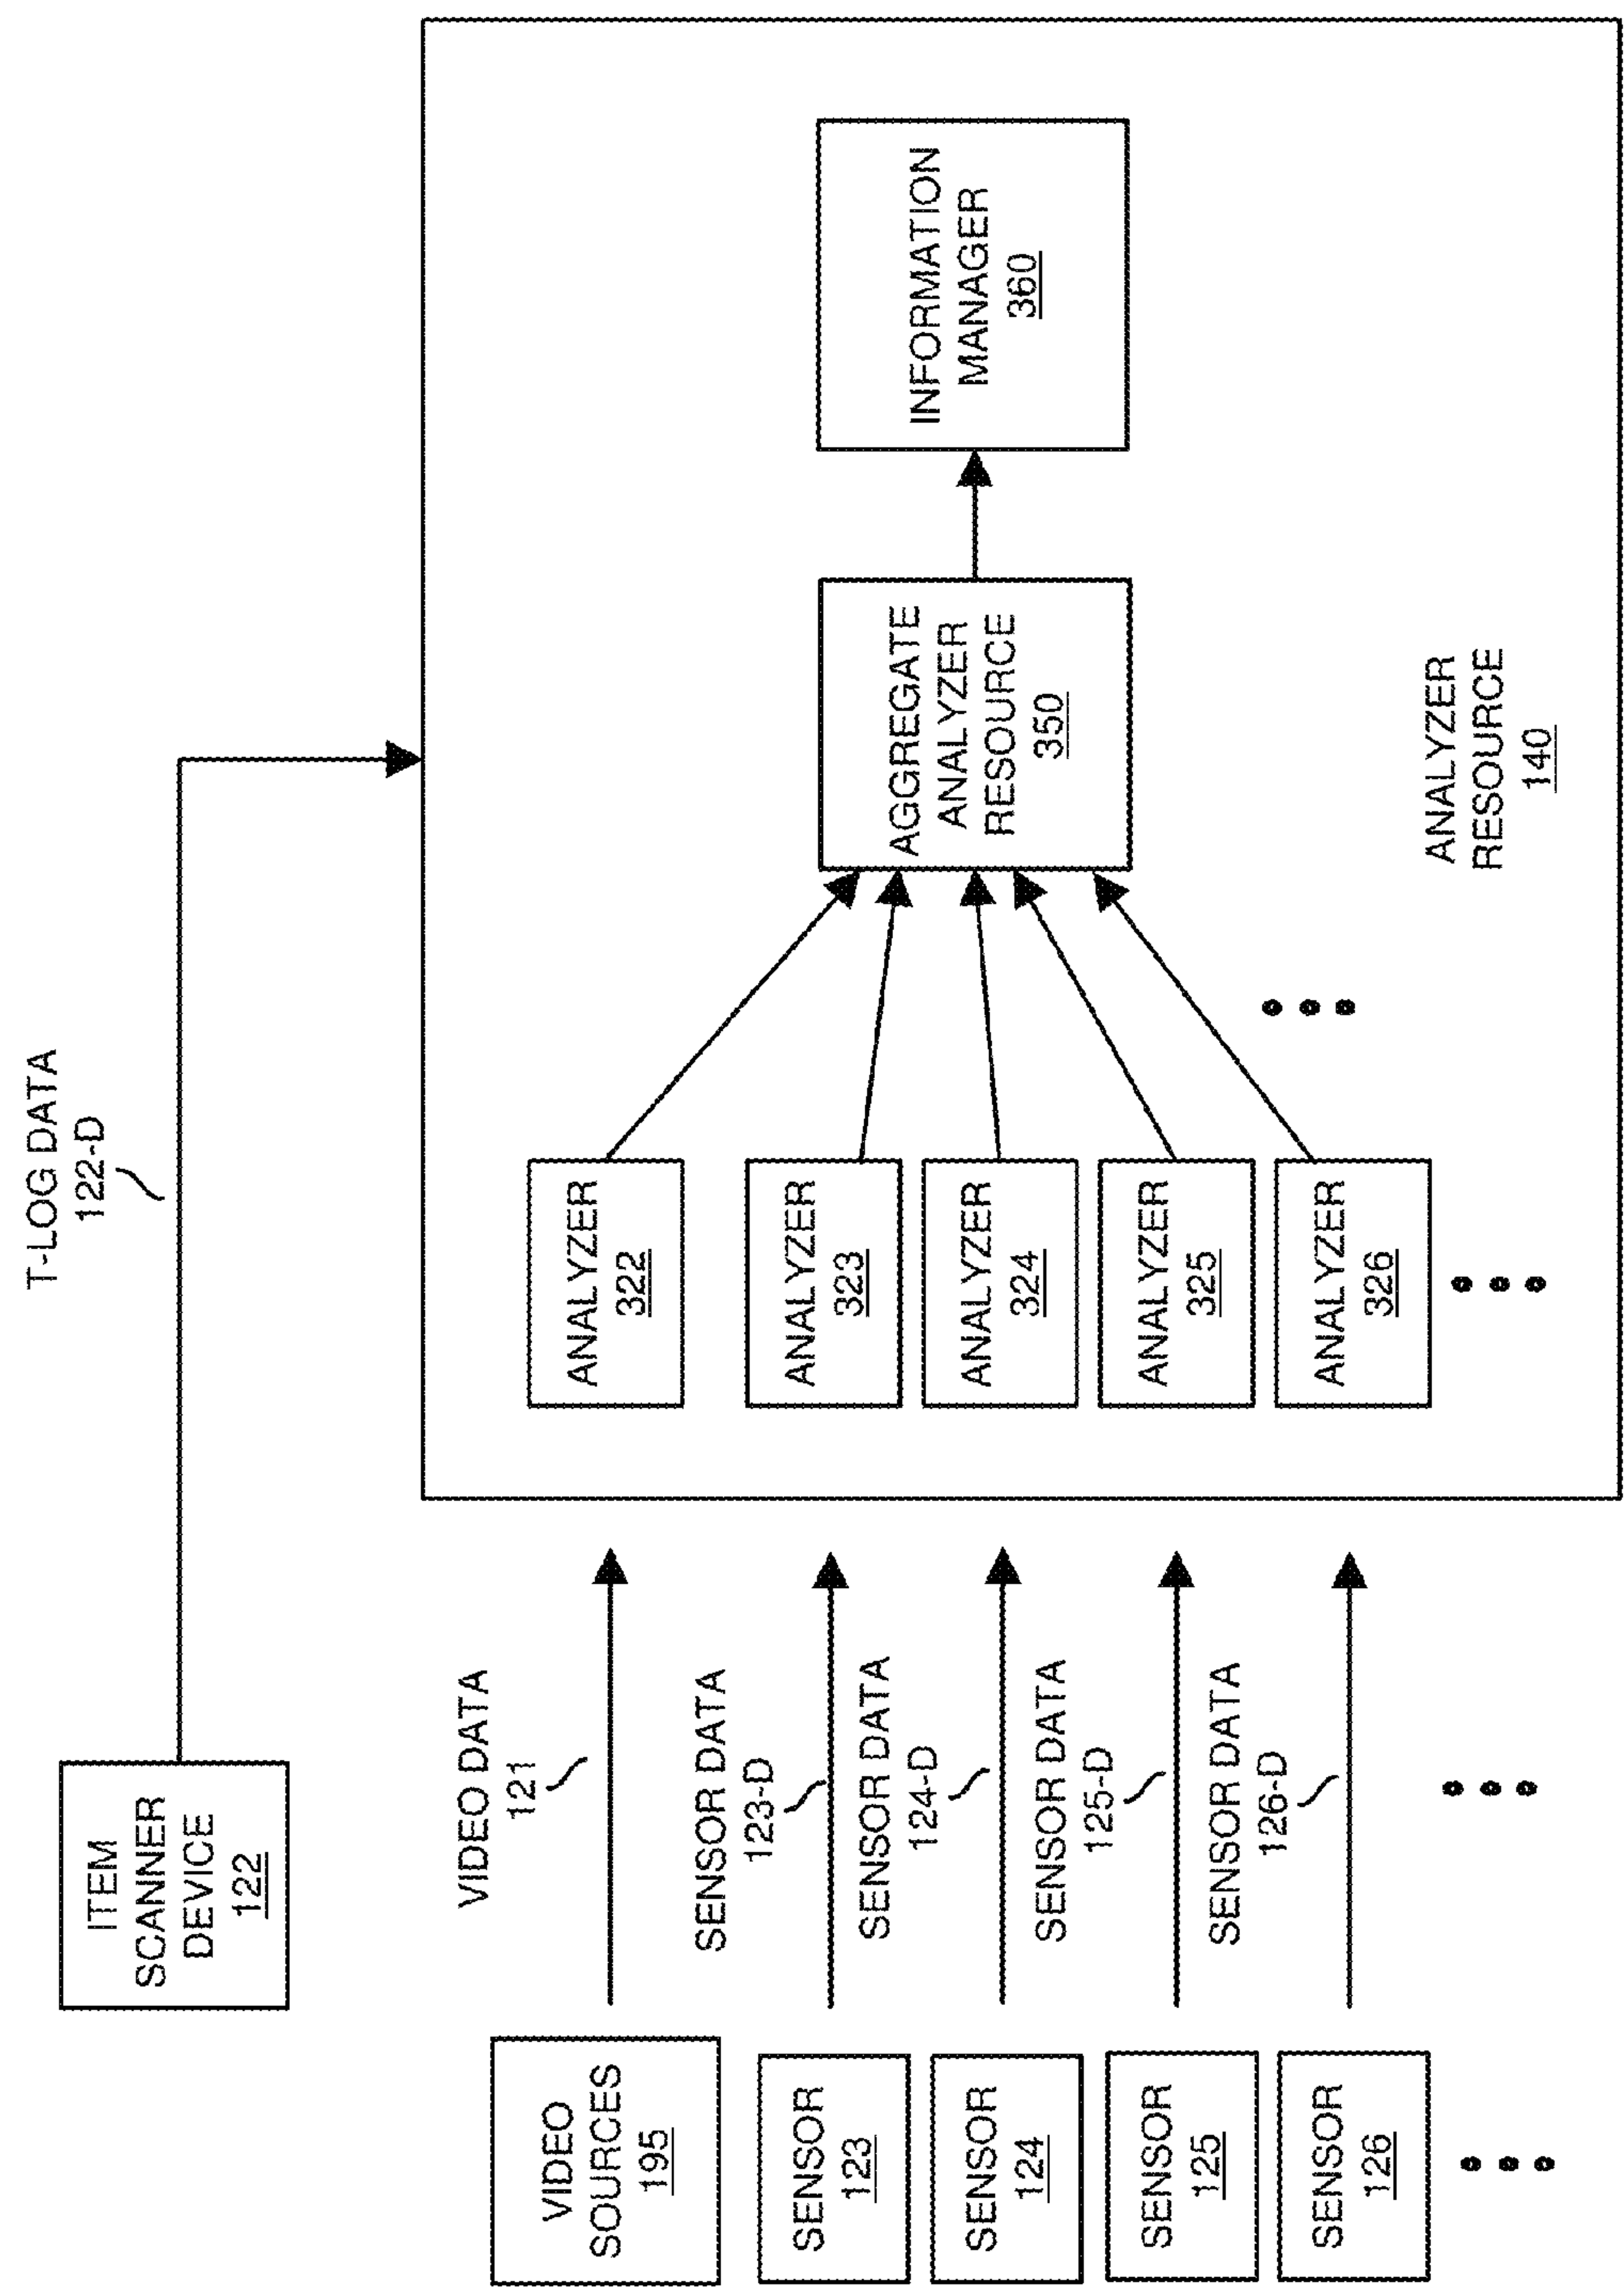 T-LOG DATA
122-D
ITEM
SCANNER
DEVICE
122
VIDEO
SOURCES
195
VIDEO DATA
121
SENSOR
123
SENSOR DATA
123-D
SENSOR
124
SENSOR DATA
124-D
SENSOR
125
SENSOR DATA
125-D
SENSOR
126
SENSOR DATA
126-D
ANALYZER
322
ANALYZER
323
ANALYZER
324
ANALYZER
325
ANALYZER
326
AGGREGATE
ANALYZER
RESOURCE
350
INFORMATION
MANAGER
360
ANALYZER
RESOURCE
140